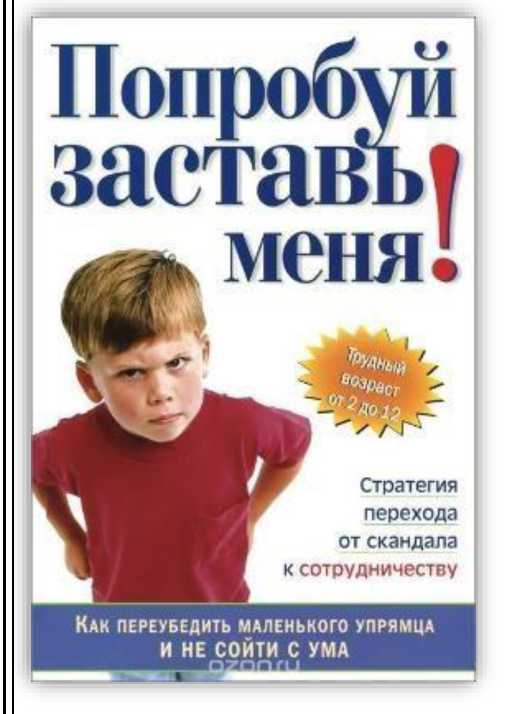 Попробуй
заставь
меня!
Трудный
возраст
от 2 до 12
Стратегия
перехода
от скандала
к сотрудничеству
Как переубедить маленького упрямца
и не сойти с ума
ozon.ru